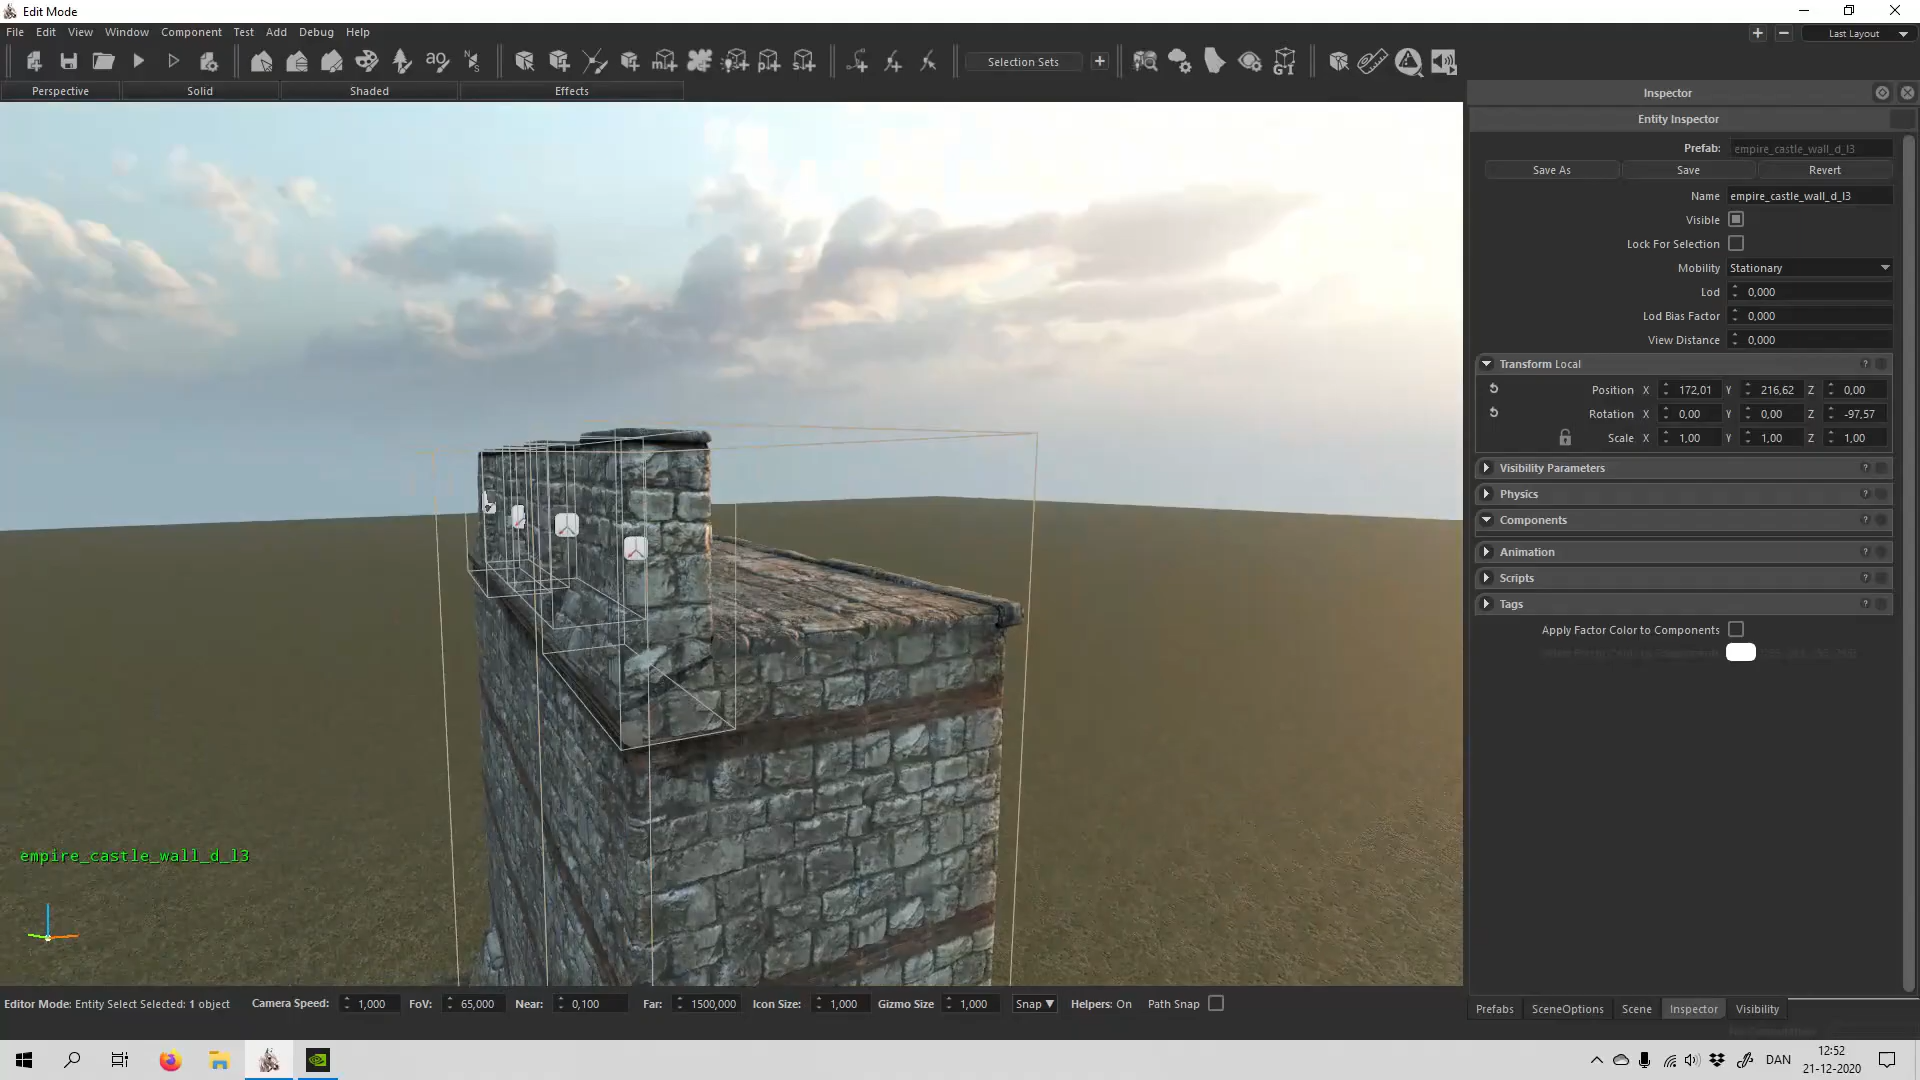 Edit Mode
File Edit View Window Component Test Add Debug Help
Last Layout
Selection Sets
Perspective Solid Shaded Effects
Inspector
Entity Inspector
Prefab: empire_castle_wall_d_l3
Save As Save Revert
Name empire_castle_wall_d_l3
Visible
Lock For Selection
Mobility Stationary
Lod 0,000
Lod Bias Factor 0,000
View Distance 0,000
Transform Local
Position X 172,01 Y 216,62 Z 0,00
Rotation X 0,00 Y 0,00 Z -97,57
Scale X 1,00 Y 1,00 Z 1,00
Visibility Parameters
Physics
Components
Animation
Scripts
Tags
Apply Factor Color to Components
empire_castle_wall_d_l3
Editor Mode: Entity Select Selected: 1 object Camera Speed: 1,000 FoV: 65,000 Near: 0,100 Far: 1500,000 Icon Size: 1,000 Gizmo Size 1,000 Snap▼ Helpers: On Path Snap
Prefabs SceneOptions Scene Inspector Visibility
DAN
12:52
21-12-2020